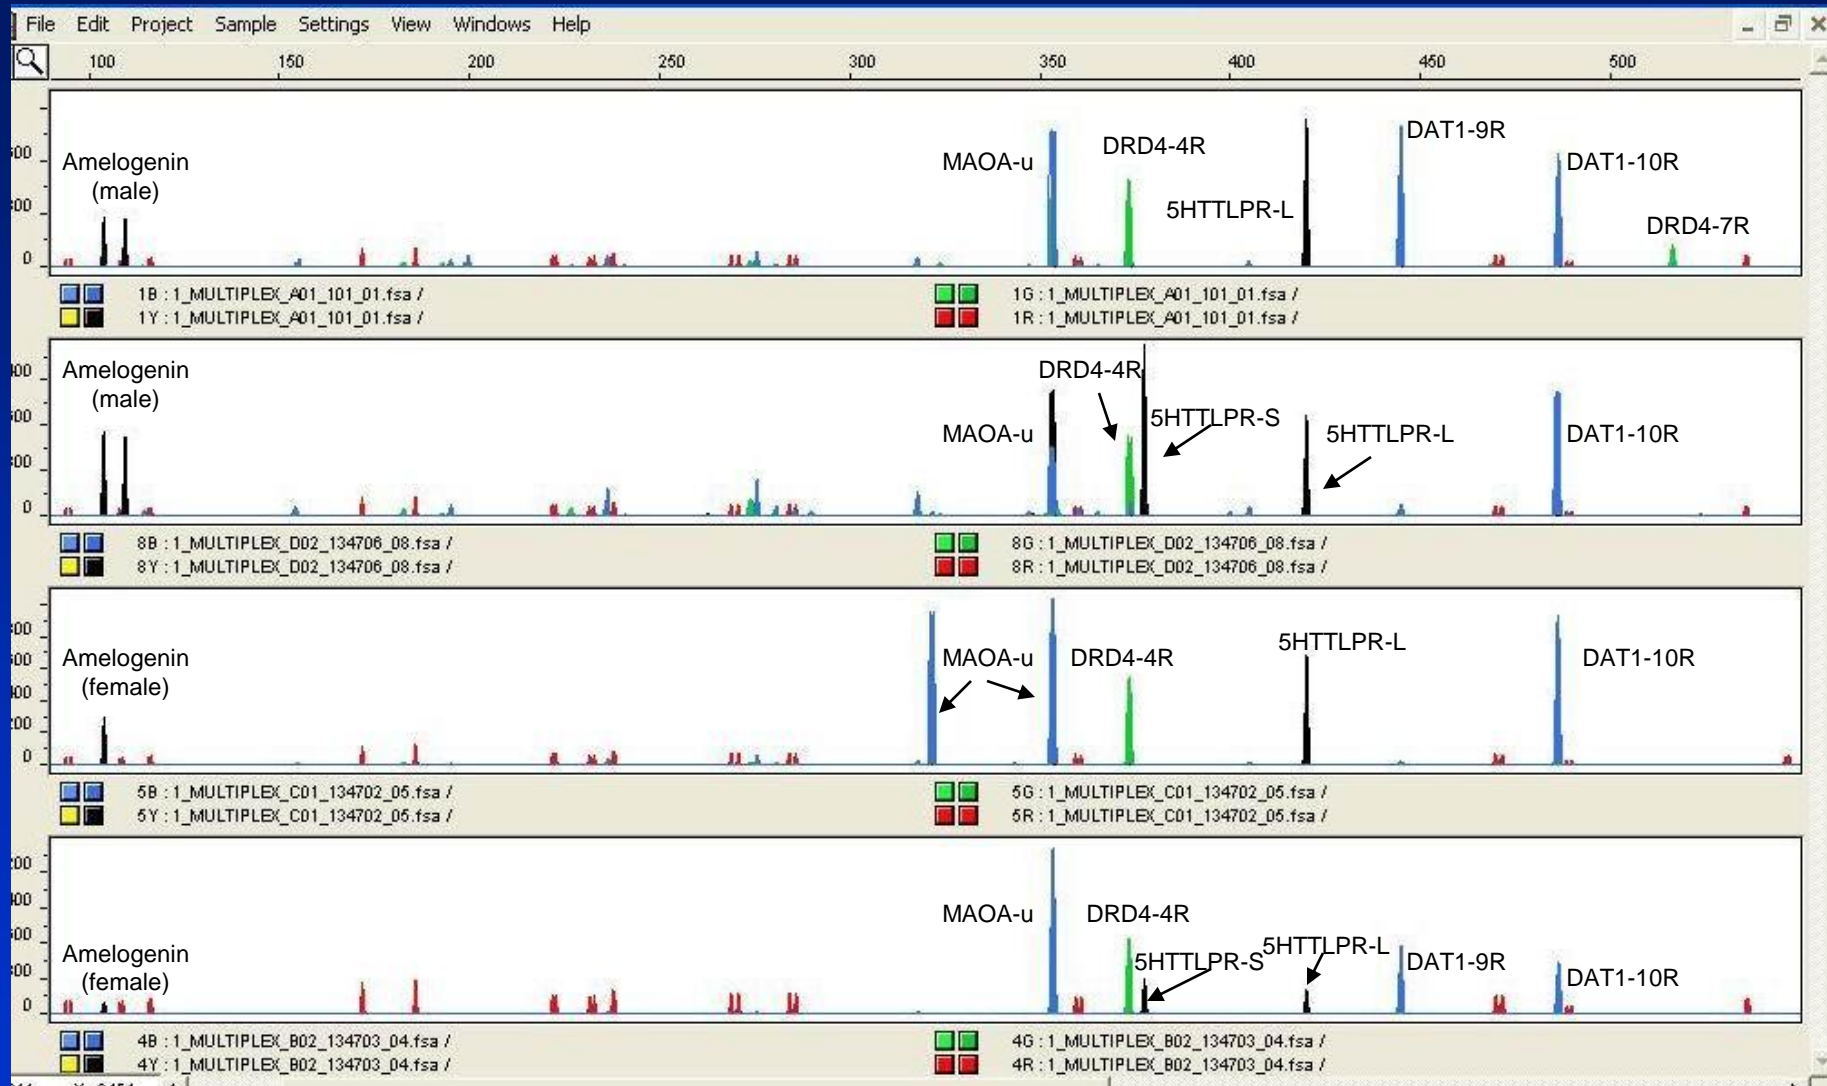 File Edit Project Sample Settings View Windows Help
100 150 200 250 300 350 400 450 500
Amelogenin
(male)
MAOA-u
DRD4-4R
5HTTLPR-L
DAT1-9R
DAT1-10R
DRD4-7R
0
1B : 1_MULTIPLEX_A01_101_01.fsa /
1G : 1_MULTIPLEX_A01_101_01.fsa /
1Y : 1_MULTIPLEX_A01_101_01.fsa /
1R : 1_MULTIPLEX_A01_101_01.fsa /
Amelogenin
(male)
MAOA-u
DRD4-4R
5HTTLPR-S
5HTTLPR-L
DAT1-10R
0
8B : 1_MULTIPLEX_D02_134706_08.fsa /
8G : 1_MULTIPLEX_D02_134706_08.fsa /
8Y : 1_MULTIPLEX_D02_134706_08.fsa /
8R : 1_MULTIPLEX_D02_134706_08.fsa /
Amelogenin
(female)
MAOA-u
DRD4-4R
5HTTLPR-L
DAT1-10R
0
5B : 1_MULTIPLEX_C01_134702_05.fsa /
5G : 1_MULTIPLEX_C01_134702_05.fsa /
5Y : 1_MULTIPLEX_C01_134702_05.fsa /
5R : 1_MULTIPLEX_C01_134702_05.fsa /
Amelogenin
(female)
MAOA-u
DRD4-4R
5HTTLPR-S
5HTTLPR-L
DAT1-9R
DAT1-10R
0
4B : 1_MULTIPLEX_B02_134703_04.fsa /
4G : 1_MULTIPLEX_B02_134703_04.fsa /
4Y : 1_MULTIPLEX_B02_134703_04.fsa /
4R : 1_MULTIPLEX_B02_134703_04.fsa /